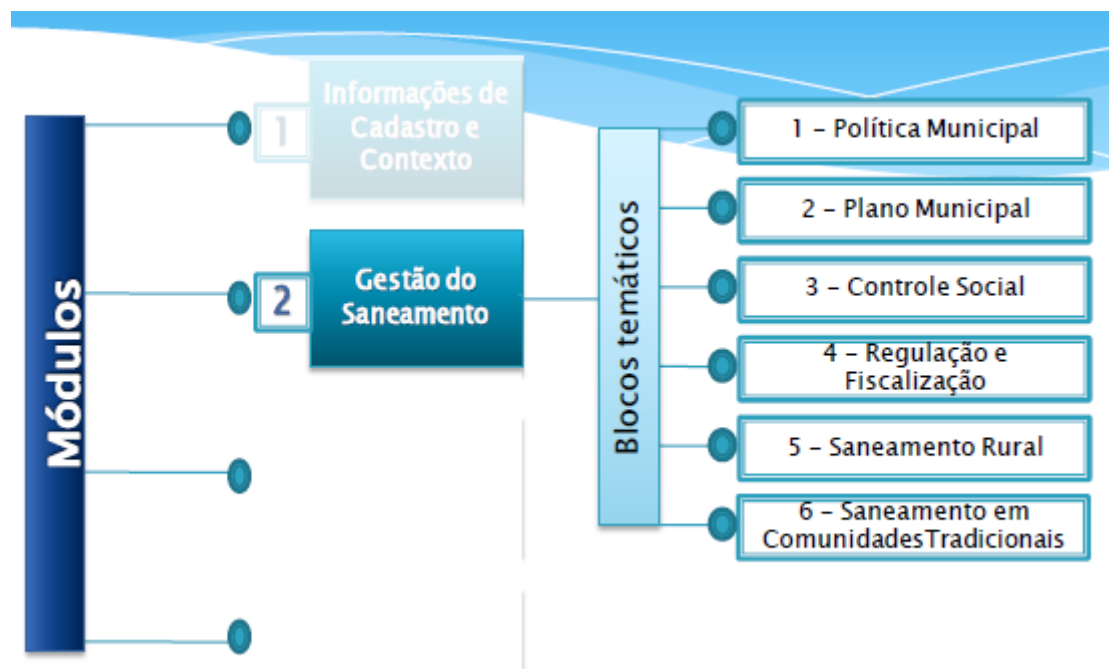 Módulos
1
Informações de
Cadastro e
Contexto
2
Gestão do
Saneamento
Blocos temáticos
1 – Política Municipal
2 – Plano Municipal
3 – Controle Social
4 – Regulação e
Fiscalização
5 – Saneamento Rural
6 – Saneamento em
ComunidadesTradicionais